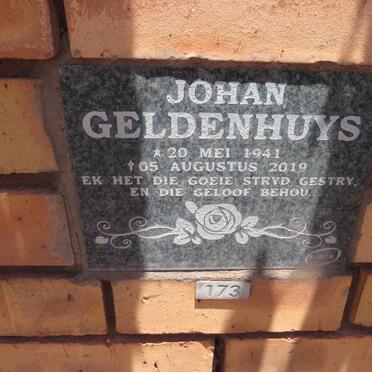 JOHAN
GELDENHUYS
* 20 MEI 1941
†05 AUGUSTUS 2019
EK HET DIE GOEIE STRYD GESTRY,
EN DIE GELOOF BEHOU.
173